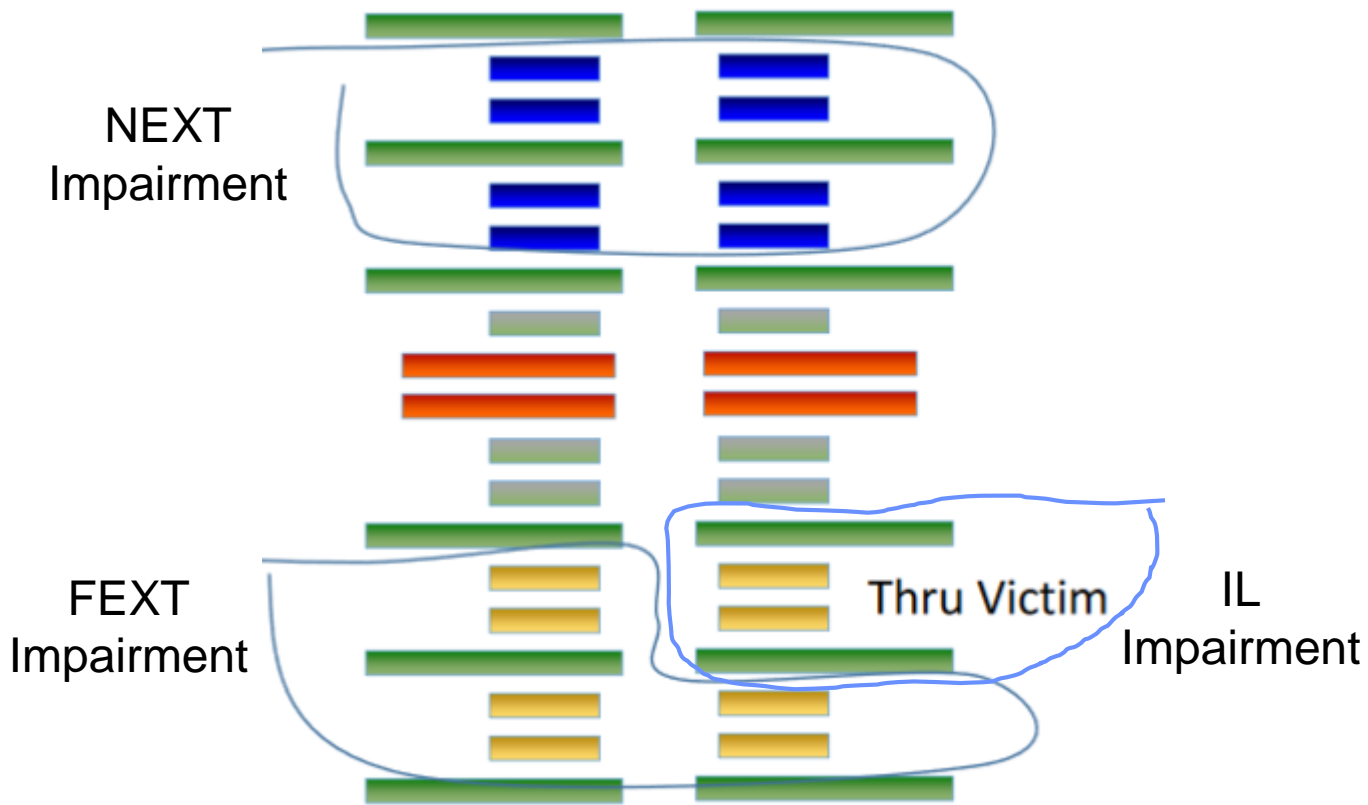 NEXT
Impairment
FEXT
Impairment
Thru Victim
IL
Impairment